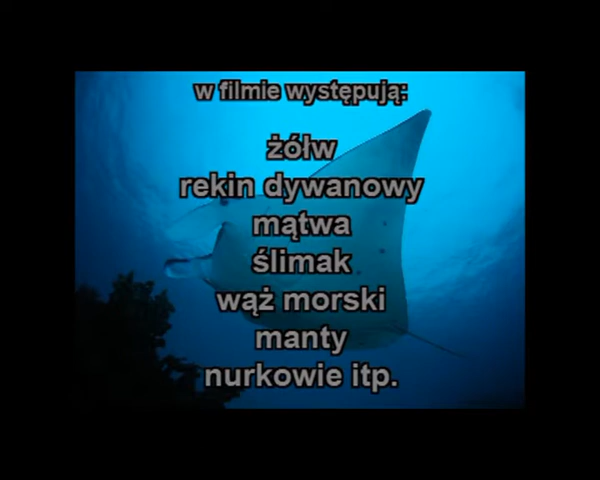 w filmie występują:
żółw
rekin dywanowy
mątwa
ślimak
wąż morski
manty
nurkowie itp.